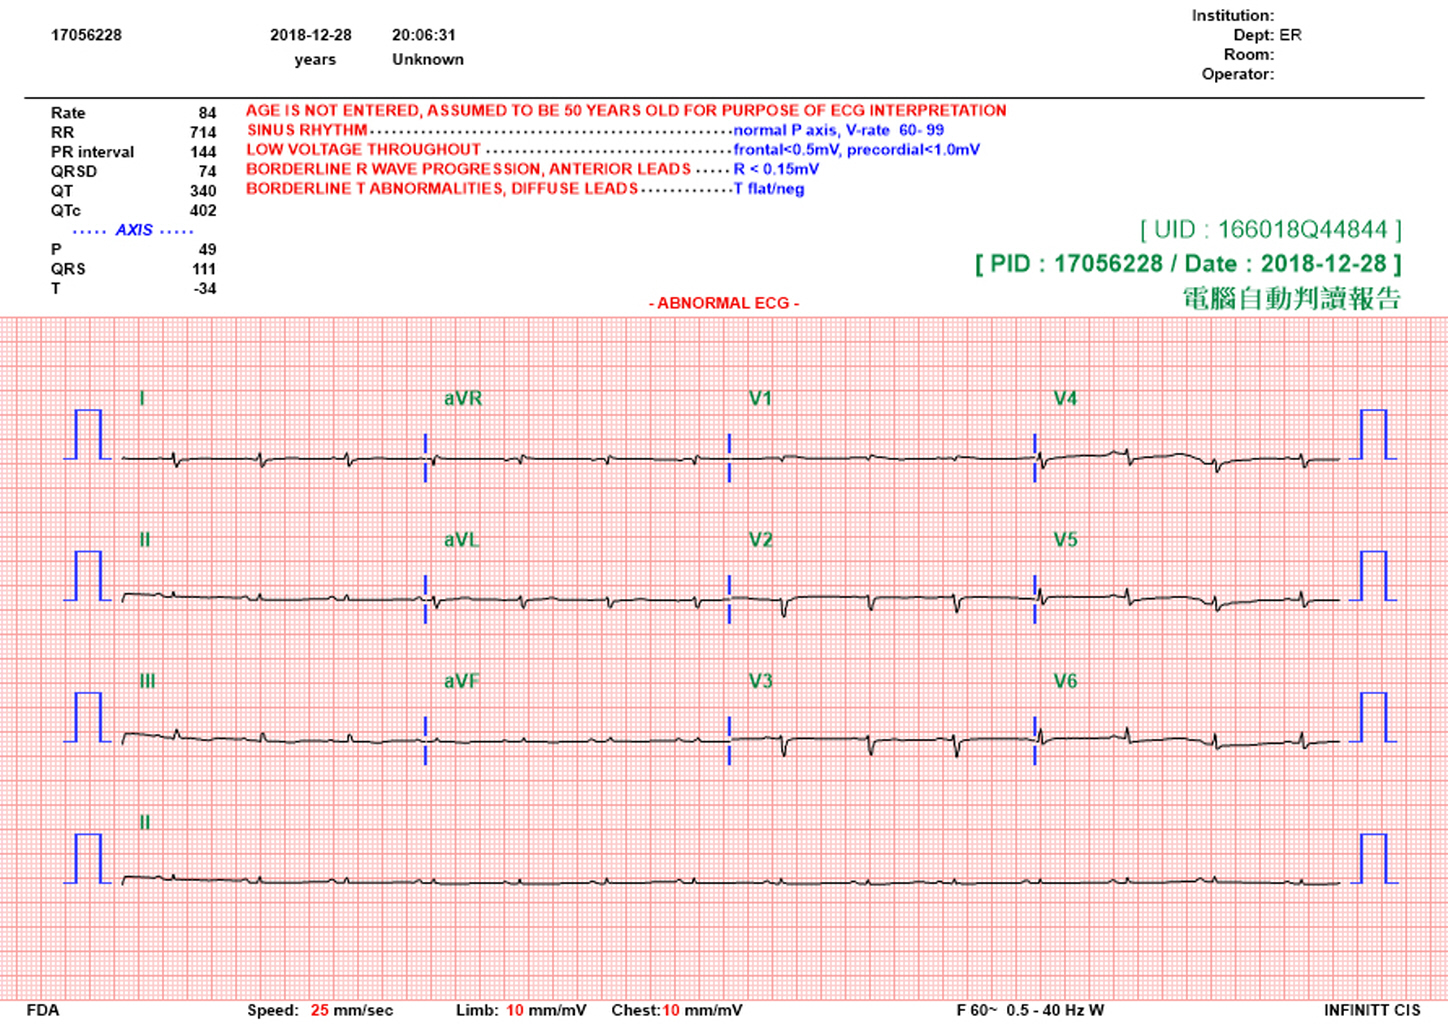 Institution:
17056228 2018-12-28 20:06:31 Dept: ER
years Unknown Room:
Operator:
Rate 84 AGE IS NOT ENTERED, ASSUMED TO BE 50 YEARS OLD FOR PURPOSE OF ECG INTERPRETATION
RR 714 SINUS RHYTHM normal P axis, V-rate 60- 99
PR interval 144 LOW VOLTAGE THROUGHOUT frontal<0.5mV, precordial<1.0mV
QRSD 74 BORDERLINE R WAVE PROGRESSION, ANTERIOR LEADS ····· R < 0.15mV
QT 340 BORDERLINE T ABNORMALITIES, DIFFUSE LEADS T flat/neg
QTc 402
····· AXIS ·····
P 49
QRS 111
T -34
[ UID : 166018Q44844 ]
[ PID : 17056228 / Date : 2018-12-28 ]
電腦自動判讀報告
- ABNORMAL ECG -
I aVR V1 V4
II aVL V2 V5
III aVF V3 V6
II
FDA Speed: 25 mm/sec Limb: 10 mm/mV Chest:10 mm/mV F 60~ 0.5 - 40 Hz W INFINITT CIS